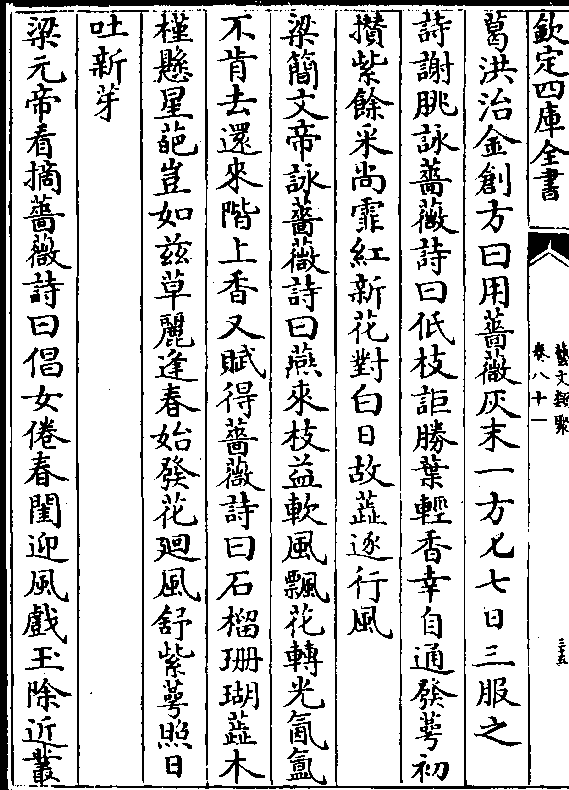 欽定四庫全書
藝文類聚
卷八十一
三五
葛洪治金創方曰用薔薇灰末一方匕七日三服之
詩謝朓詠薔薇詩曰低枝詎勝葉輕香幸自通發萼初
攅紫餘采尚霏紅新花對白日故蕋逐行風
梁簡文帝詠薔薇詩曰燕來枝益軟風飄花轉光氤氲
不肯去還來階上香又賦得薔薇詩曰石榴珊瑚蕋木
槿懸星葩豈如兹草麗逢春始發花廻風舒紫萼照日
吐新芽
梁元帝看摘薔薇詩曰倡女倦春閨迎風戲玉除近叢